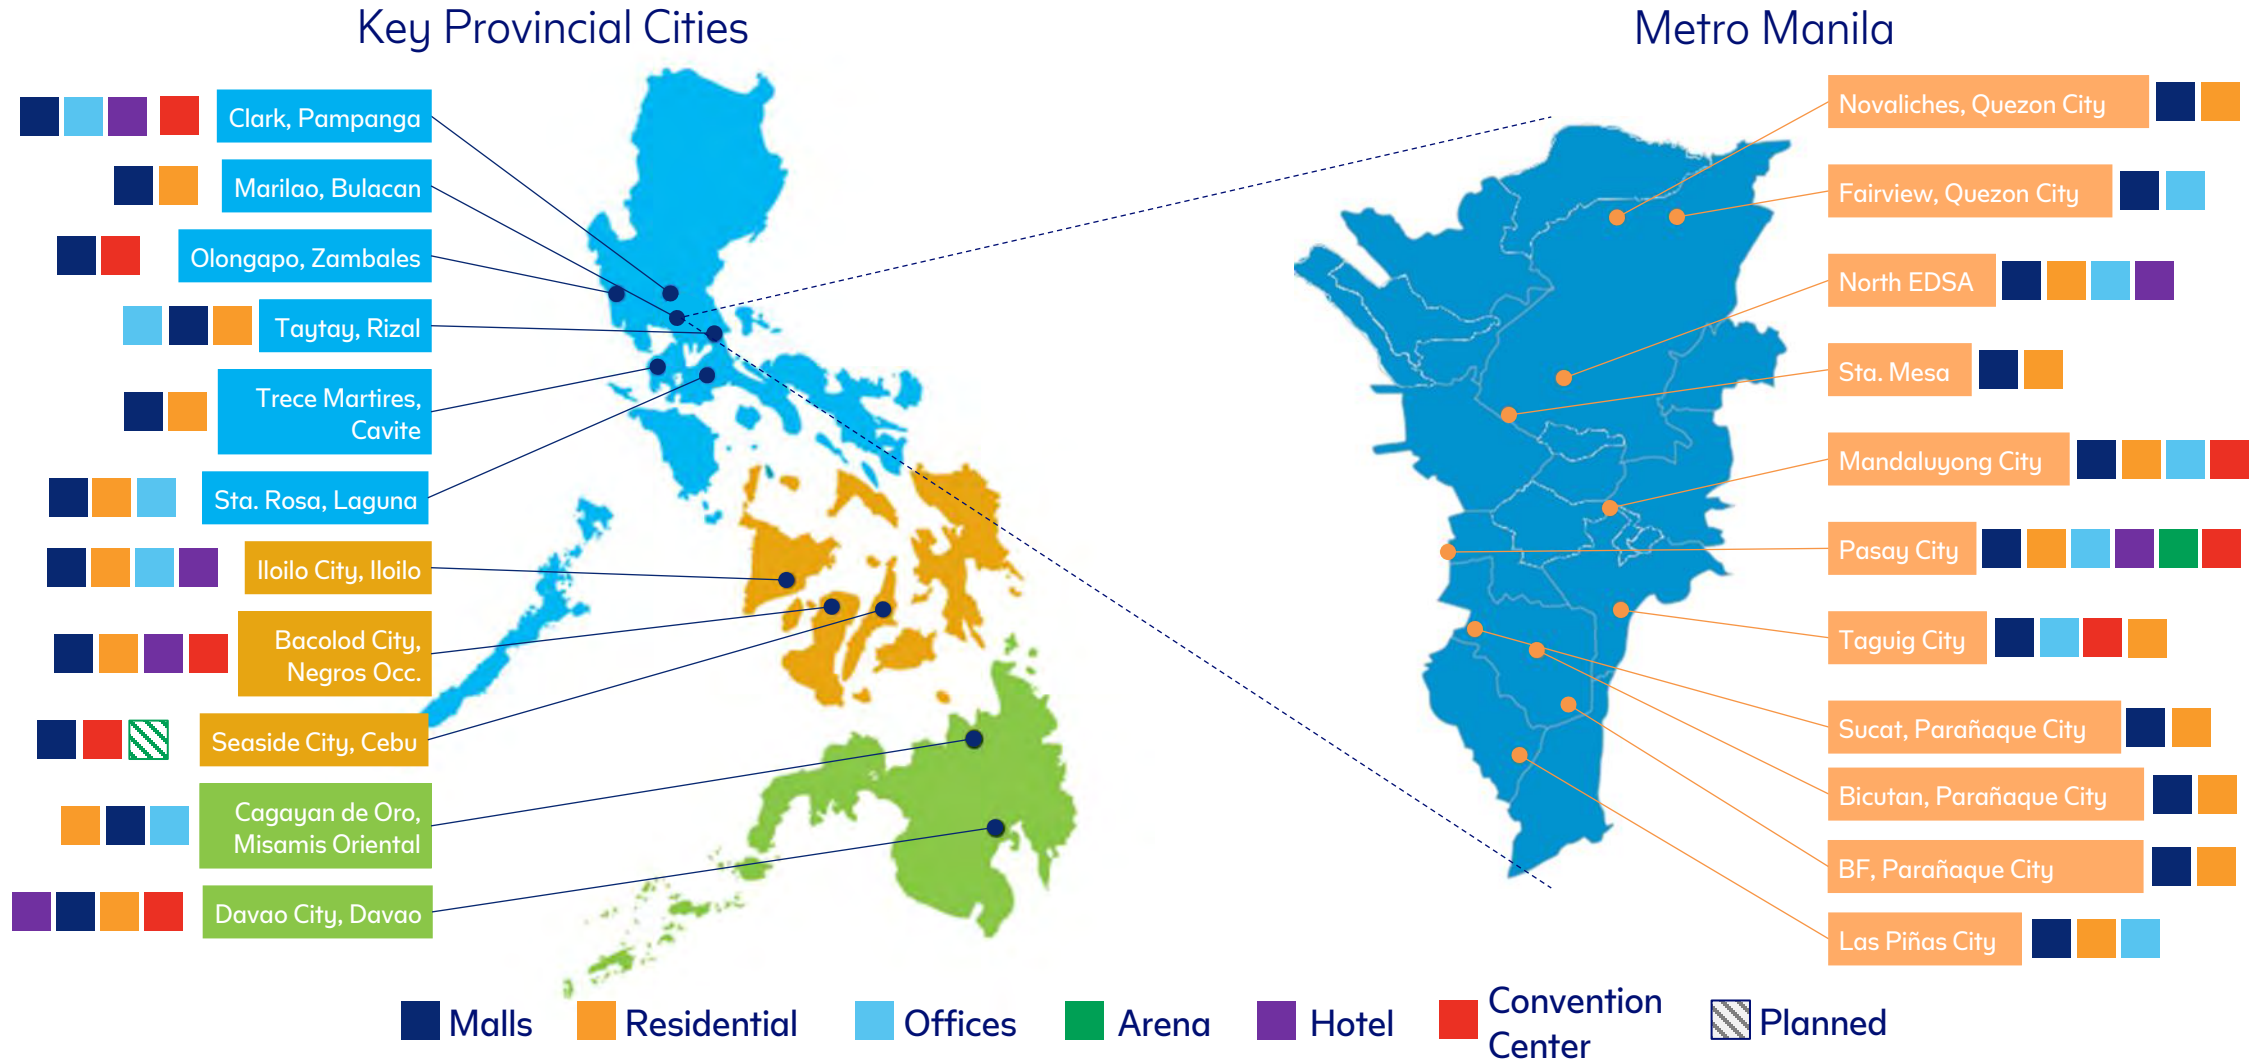 Key Provincial Cities
Metro Manila
Clark, Pampanga
Marilao, Bulacan
Olongapo, Zambales
Taytay, Rizal
Trece Martires,
Cavite
Sta. Rosa, Laguna
Iloilo City, Iloilo
Bacolod City,
Negros Occ.
Seaside City, Cebu
Cagayan de Oro,
Misamis Oriental
Davao City, Davao
Novaliches, Quezon City
Fairview, Quezon City
North EDSA
Sta. Mesa
Mandaluyong City
Pasay City
Taguig City
Sucat, Parañaque City
Bicutan, Parañaque City
BF, Parañaque City
Las Piñas City
Malls
Residential
Offices
Arena
Hotel
Convention
Center
Planned